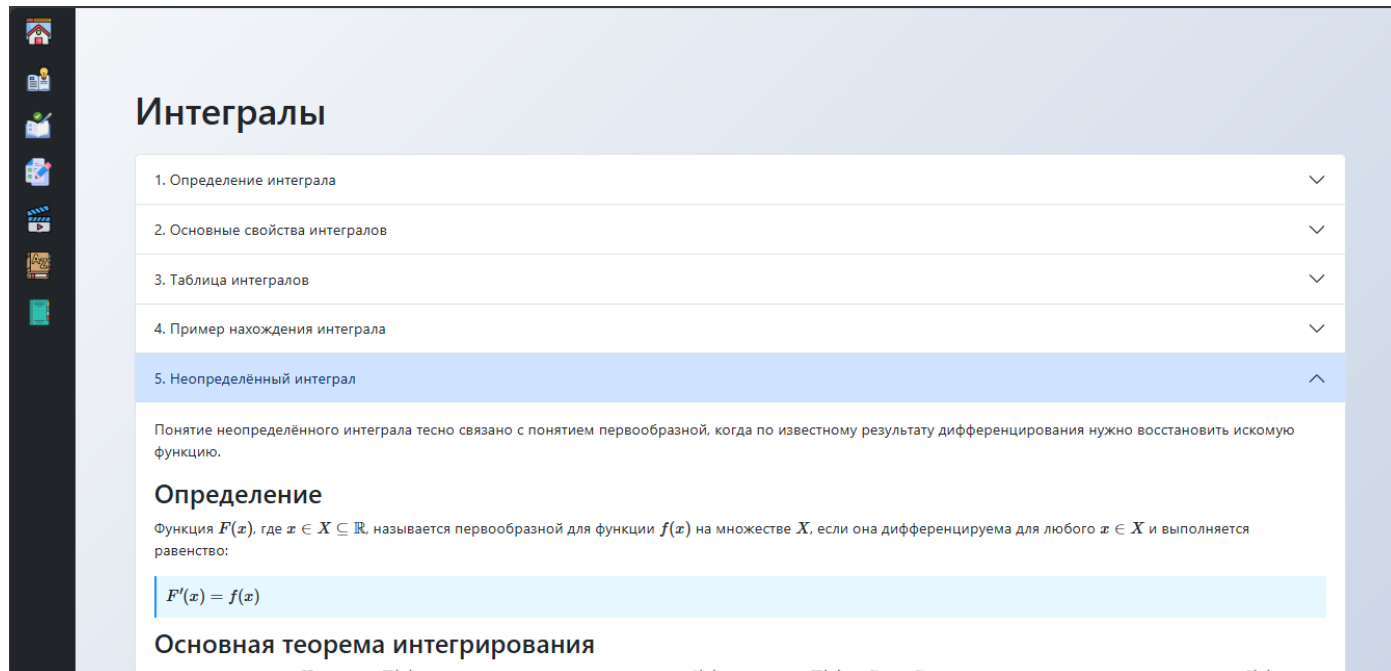 Интегралы
1. Определение интеграла
2. Основные свойства интегралов
3. Таблица интегралов
4. Пример нахождения интеграла
5. Неопределённый интеграл
Понятие неопределённого интеграла тесно связано с понятием первообразной, когда по известному результату дифференцирования нужно восстановить искомую
функцию.
Определение
Функция F(x), где x ∈ X ⊆ ℝ, называется первообразной для функции f(x) на множестве X, если она дифференцируема для любого x ∈ X и выполняется
равенство:
F′(x) = f(x)
Основная теорема интегрирования